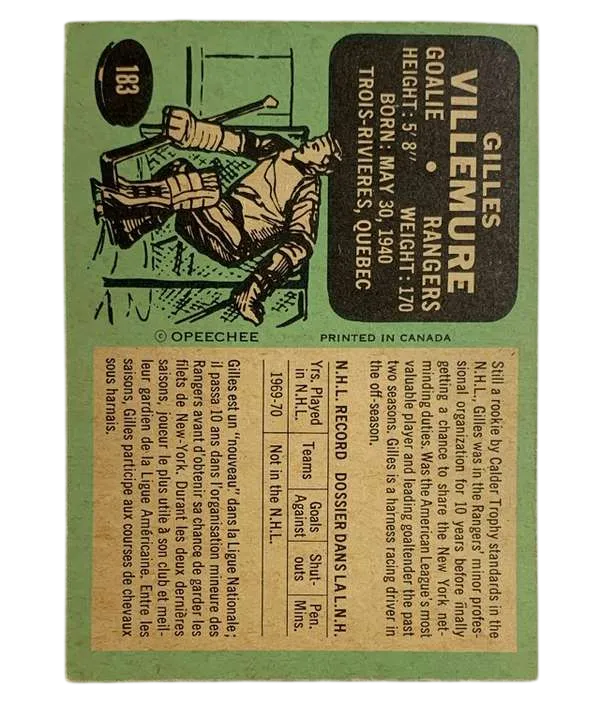 183
GILLES
VILLEMURE
GOALIE • RANGERS
HEIGHT: 5' 8" WEIGHT: 170
BORN: MAY 30, 1940
TROIS-RIVIERES, QUEBEC
© OPEECHEE
PRINTED IN CANADA
Still a rookie by Calder Trophy standards in the
N.H.L., Gilles was in the Rangers' minor profes-
sional organization for 10 years before finally
getting a chance to share the New York net-
minding duties. Was the American League's most
valuable player and leading goaltender the past
two seasons. Gilles is a harness racing driver in
the off-season.
N.H.L. RECORD DOSSIER DANS LA L.N.H.
Yrs. Played Teams Goals Shut- Pen.
in N.H.L. Against outs Mins.
1969-70 Not in the N.H.L.
Gilles est un "nouveau" dans la Ligue Nationale;
il passa 10 ans dans l'organisation mineure des
Rangers avant d'obtenir sa chance de garder les
filets de New-York. Durant les deux dernières
saisons, joueur le plus utile à son club et meil-
leur gardien de la Ligue Américaine. Entre les
saisons, Gilles participe aux courses de chevaux
sous harnais.